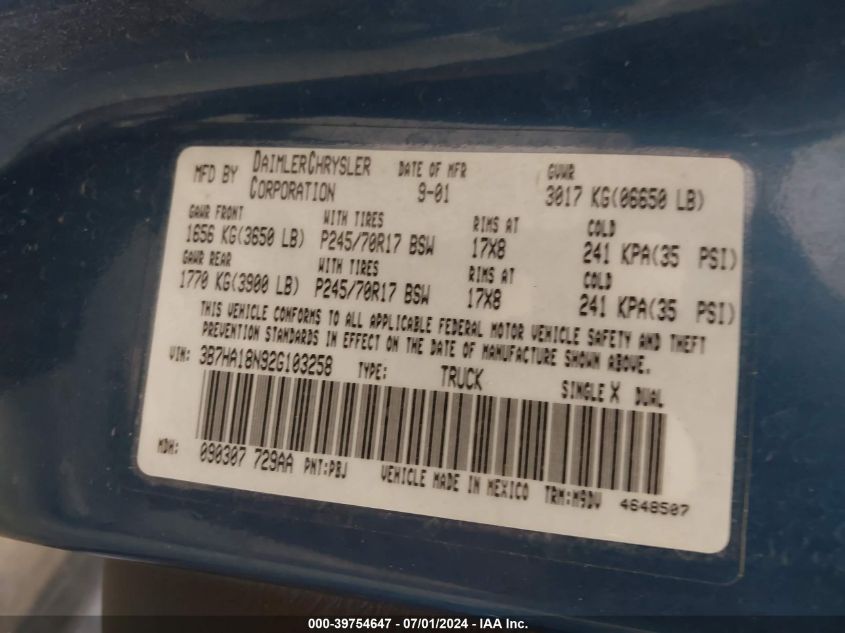 MFD BY DAIMLERCHRYSLER CORPORATION DATE OF MFR 9-01 GVWR 3017 KG(06650 LB)
GAWR FRONT WITH TIRES RIMS AT COLD
1656 KG(3650 LB) P245/70R17 BSW 17X8 241 KPA(35 PSI)
GAWR REAR WITH TIRES RIMS AT COLD
1770 KG(3900 LB) P245/70R17 BSW 17X8 241 KPA(35 PSI)
THIS VEHICLE CONFORMS TO ALL APPLICABLE FEDERAL MOTOR VEHICLE SAFETY AND THEFT
PREVENTION STANDARDS IN EFFECT ON THE DATE OF MANUFACTURE SHOWN ABOVE.
VIN: 3B7HA18N92G103258 TYPE: TRUCK SINGLE X DUAL
MDH: 090307 729AA PNT:PBJ VEHICLE MADE IN MEXICO TRM:M9DV 4648507
000-39754647 - 07/01/2024 - IAA Inc.